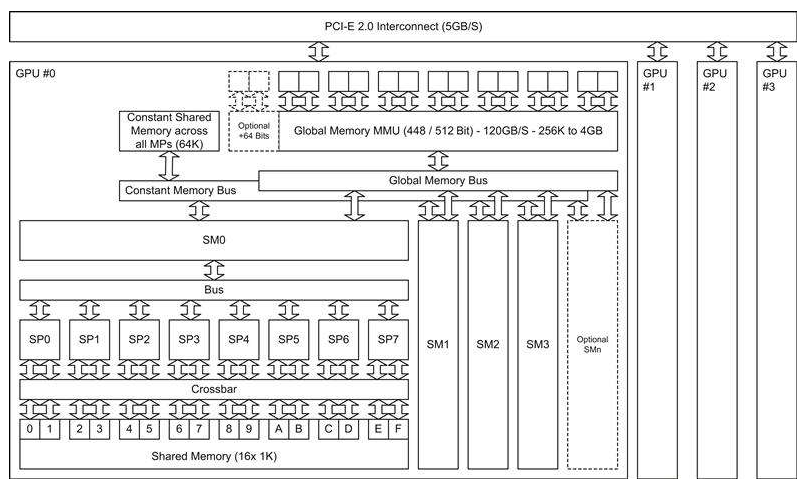 PCI-E 2.0 Interconnect (5GB/S)
GPU #0
GPU
#1
GPU
#2
GPU
#3
Constant Shared
Memory across
all MPs (64K)
Optional
+64 Bits
Global Memory MMU (448 / 512 Bit) - 120GB/S - 256K to 4GB
Global Memory Bus
Constant Memory Bus
SM0
Bus
SP0
SP1
SP2
SP3
SP4
SP5
SP6
SP7
SM1
SM2
SM3
Optional
SMn
Crossbar
0 1 2 3 4 5 6 7 8 9 A B C D E F
Shared Memory (16x 1K)